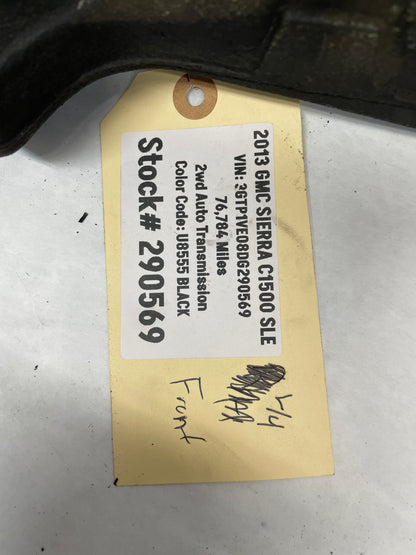 2013 GMC SIERRA C1500 SLE
VIN: 3GTP1VE08DG290569
76,784 Miles
2wd Auto Transmission
Color Code: U8555 BLACK
Stock# 290569
Front